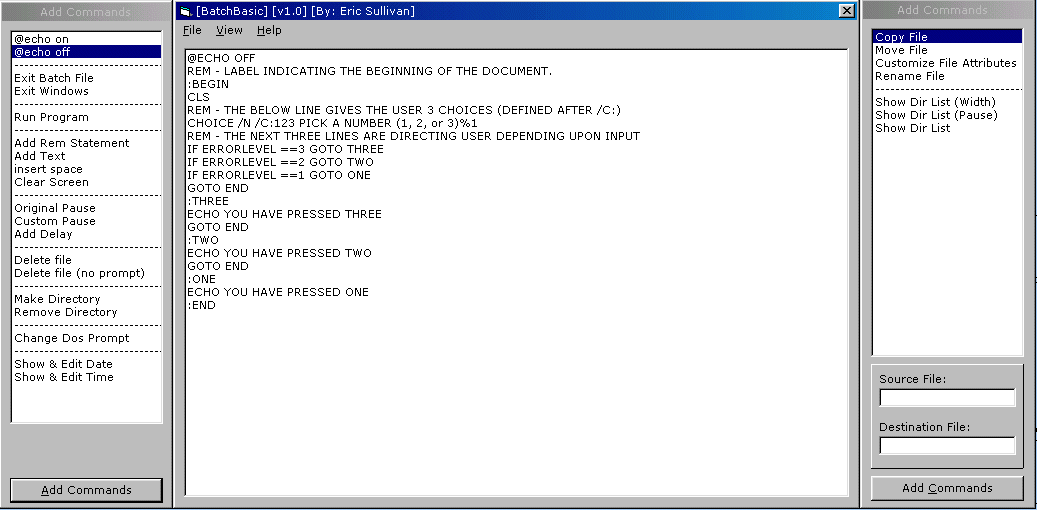 Add Commands
@echo on
@echo off
Exit Batch File
Exit Windows
Run Program
Add Rem Statement
Add Text
insert space
Clear Screen
Original Pause
Custom Pause
Add Delay
Delete file
Delete file (no prompt)
Make Directory
Remove Directory
Change Dos Prompt
Show & Edit Date
Show & Edit Time
Add Commands
[BatchBasic] [v1.0] [By: Eric Sullivan]
File View Help
@ECHO OFF
REM - LABEL INDICATING THE BEGINNING OF THE DOCUMENT.
:BEGIN
CLS
REM - THE BELOW LINE GIVES THE USER 3 CHOICES (DEFINED AFTER /C:)
CHOICE /N /C:123 PICK A NUMBER (1, 2, or 3)%1
REM - THE NEXT THREE LINES ARE DIRECTING USER DEPENDING UPON INPUT
IF ERRORLEVEL ==3 GOTO THREE
IF ERRORLEVEL ==2 GOTO TWO
IF ERRORLEVEL ==1 GOTO ONE
GOTO END
:THREE
ECHO YOU HAVE PRESSED THREE
GOTO END
:TWO
ECHO YOU HAVE PRESSED TWO
GOTO END
:ONE
ECHO YOU HAVE PRESSED ONE
:END
Add Commands
Copy File
Move File
Customize File Attributes
Rename File
Show Dir List (Width)
Show Dir List (Pause)
Show Dir List
Source File:
Destination File:
Add Commands